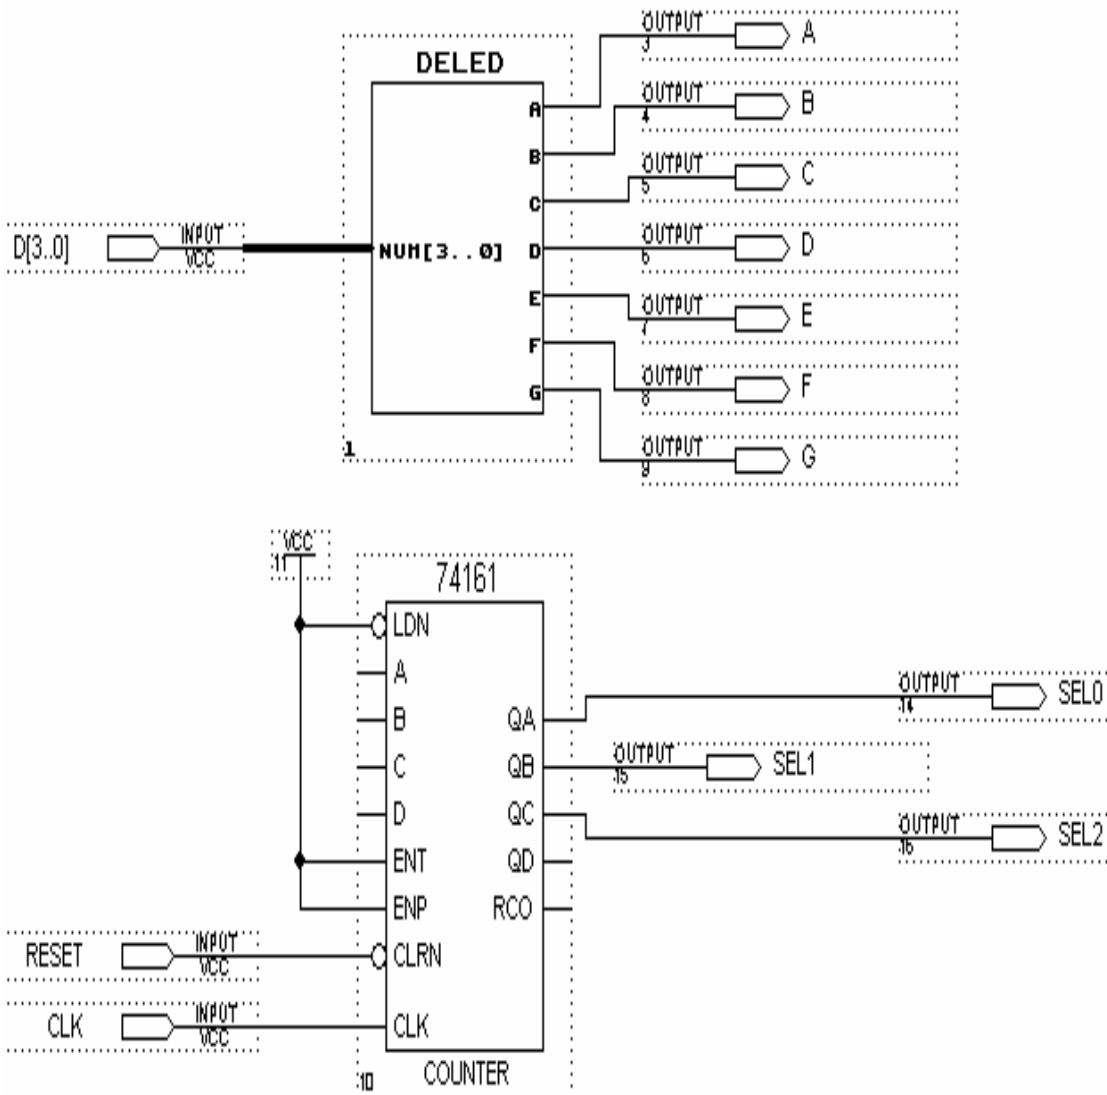 OUTPUT
3
A
DELED
A
OUTPUT
4
B
B
OUTPUT
5
C
C
D[3..0]
INPUT
VCC
NUM[3..0]
D
OUTPUT
6
D
E
OUTPUT
7
E
F
OUTPUT
8
F
G
OUTPUT
9
G
1
VCC
11
74161
LDN
A
B
C
D
ENT
ENP
CLRN
CLK
QA
QB
QC
QD
RCO
COUNTER
10
OUTPUT
14
SEL0
OUTPUT
15
SEL1
OUTPUT
16
SEL2
RESET
INPUT
VCC
CLK
INPUT
VCC